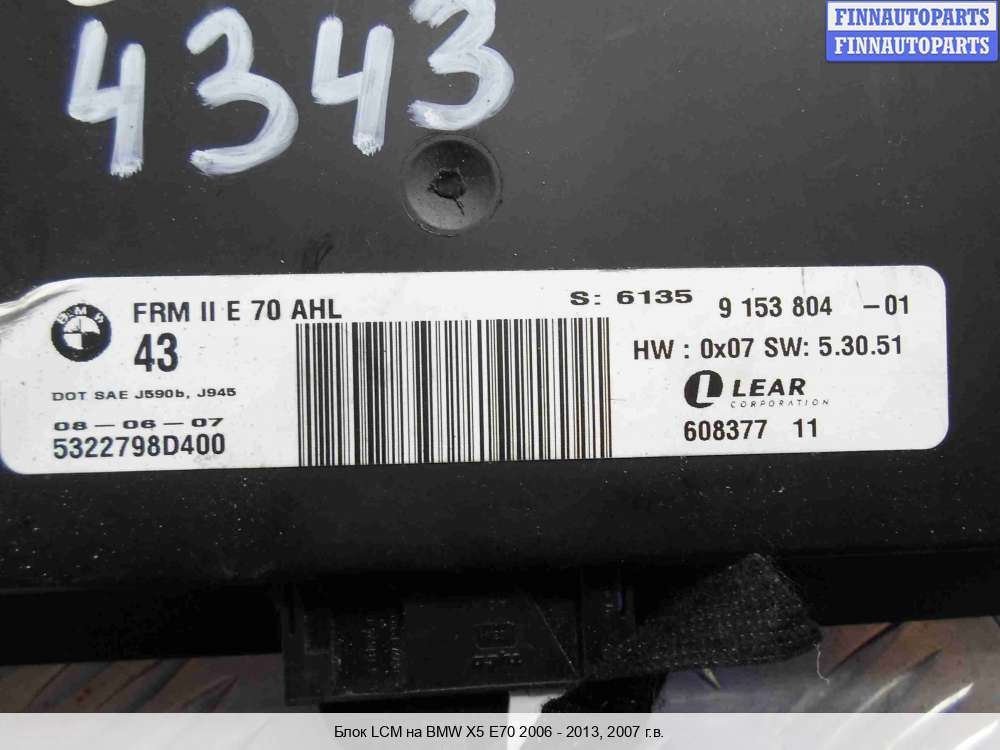 FINNAUTOPARTS
FINNAUTOPARTS
4343
BMW
FRM II E 70 AHL
S: 6135
9 153 804 -01
43
HW : 0x07 SW: 5.30.51
DOT SAE J590b, J945
LEAR
CORPORATION
08-06-07
5322798D400
608377 11
Блок LCM на BMW X5 E70 2006 - 2013, 2007 г.в.